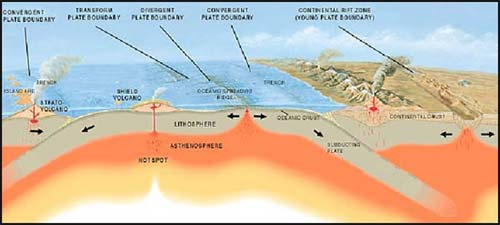 CONVERGENT
PLATE BOUNDARY
TRANSFORM
PLATE BOUNDARY
DIVERGENT
PLATE BOUNDARY
CONVERGENT
PLATE BOUNDARY
CONTINENTAL RIFT ZONE
(YOUNG PLATE BOUNDARY)
TRENCH
TRENCH
ISLAND ARC
STRATO-
VOLCANO
SHIELD
VOLCANO
OCEANIC SPREADING
RIDGE
LITHOSPHERE
OCEANIC CRUST
CONTINENTAL CRUST
ASTHENOSPHERE
SUBDUCTING
PLATE
HOT SPOT